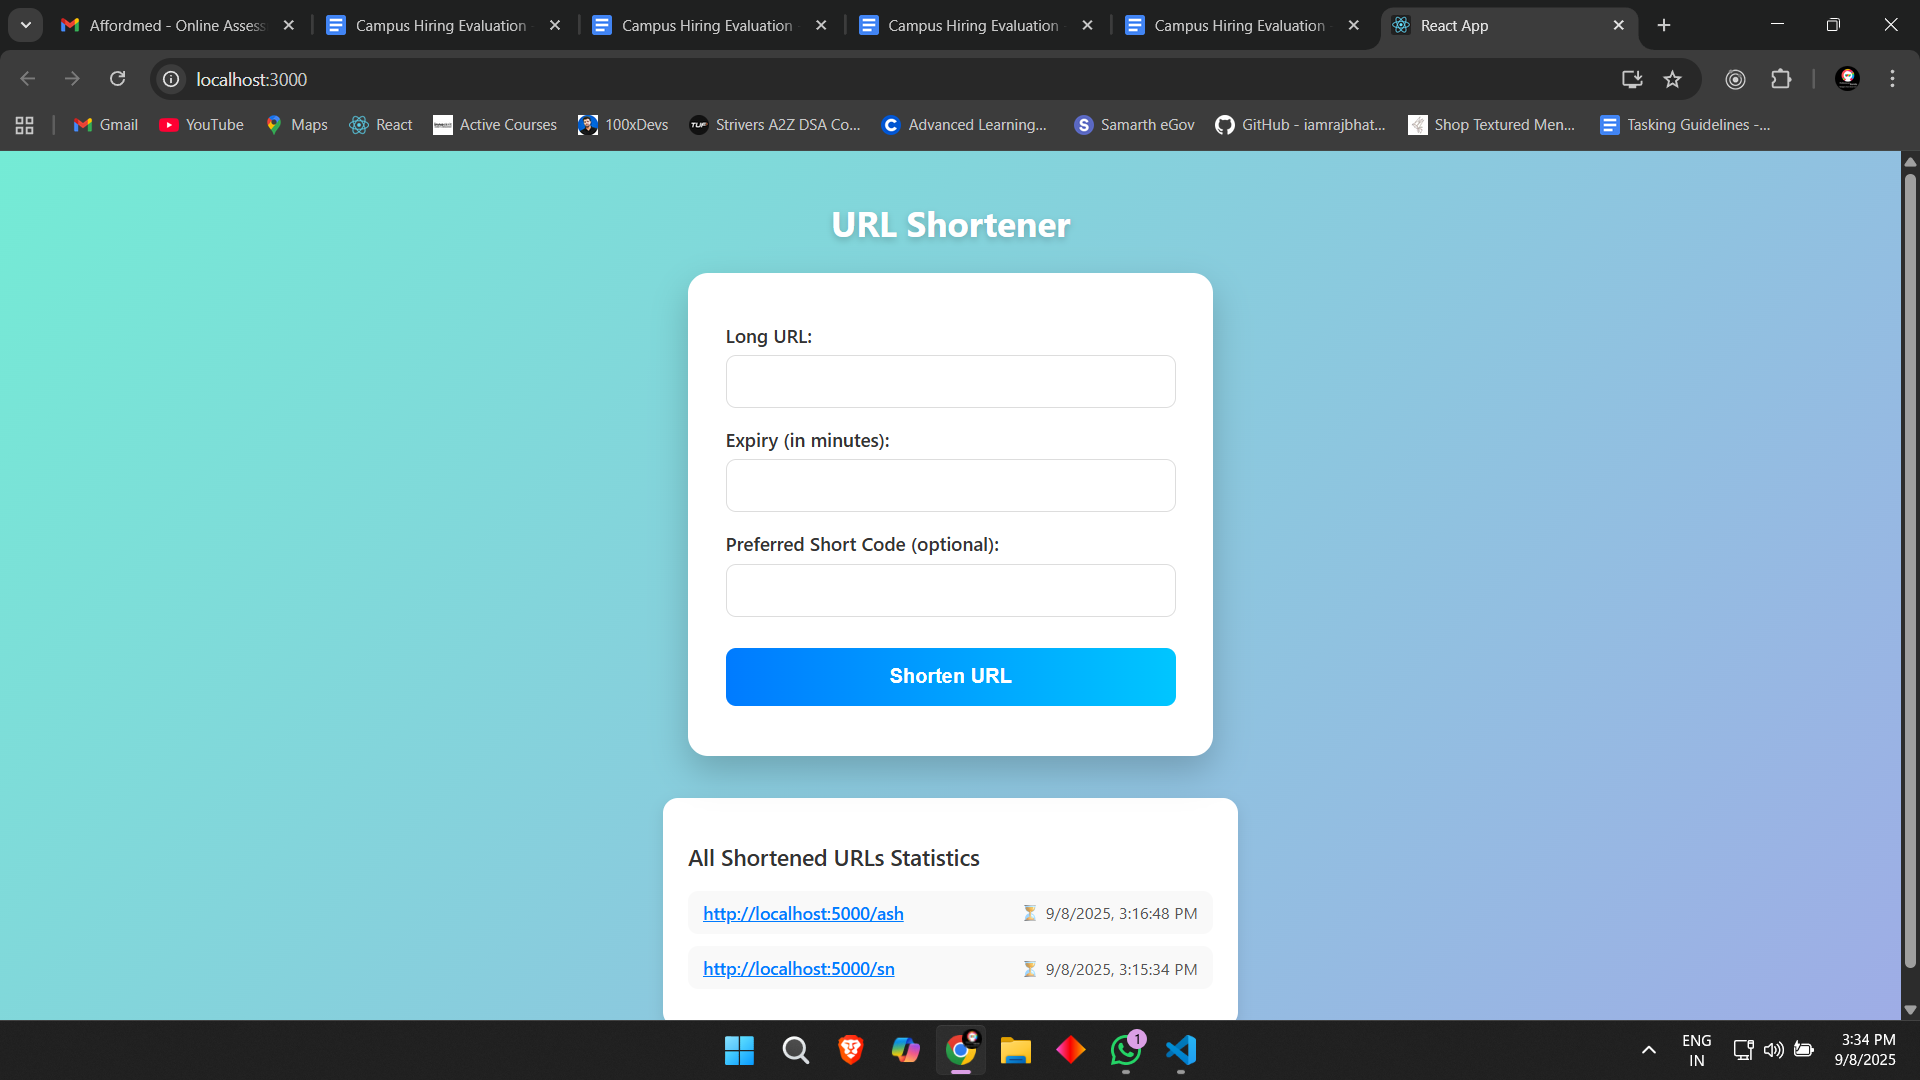 Affordmed - Online Assess
Campus Hiring Evaluation
Campus Hiring Evaluation
Campus Hiring Evaluation
Campus Hiring Evaluation
React App
localhost:3000
Gmail
YouTube
Maps
React
Active Courses
100xDevs
TUF
Strivers A2Z DSA Co...
Advanced Learning...
S
Samarth eGov
GitHub - iamrajbhat...
Shop Textured Men...
Tasking Guidelines -...
URL Shortener
Long URL:
Expiry (in minutes):
Preferred Short Code (optional):
Shorten URL
All Shortened URLs Statistics
http://localhost:5000/ash ⏳ 9/8/2025, 3:16:48 PM
http://localhost:5000/sn ⏳ 9/8/2025, 3:15:34 PM
1
ENG
IN
3:34 PM
9/8/2025